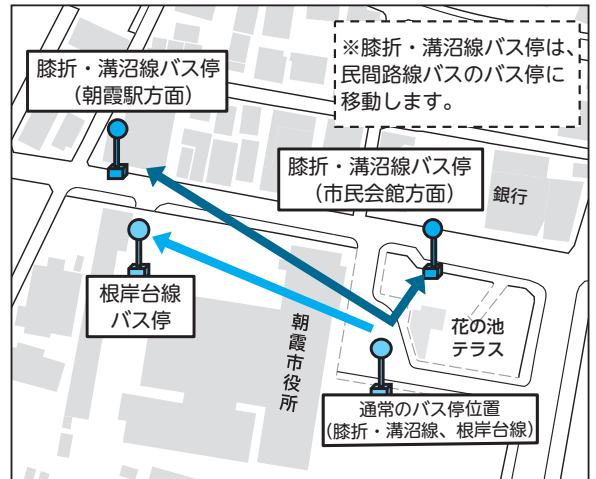 膝折・溝沼線バス停
（朝霞駅方面）
※膝折・溝沼線バス停は、
民間路線バスのバス停に
移動します。
膝折・溝沼線バス停
（市民会館方面）
銀行
根岸台線
バス停
朝霞市役所
花の池
テラス
通常のバス停位置
（膝折・溝沼線、根岸台線）